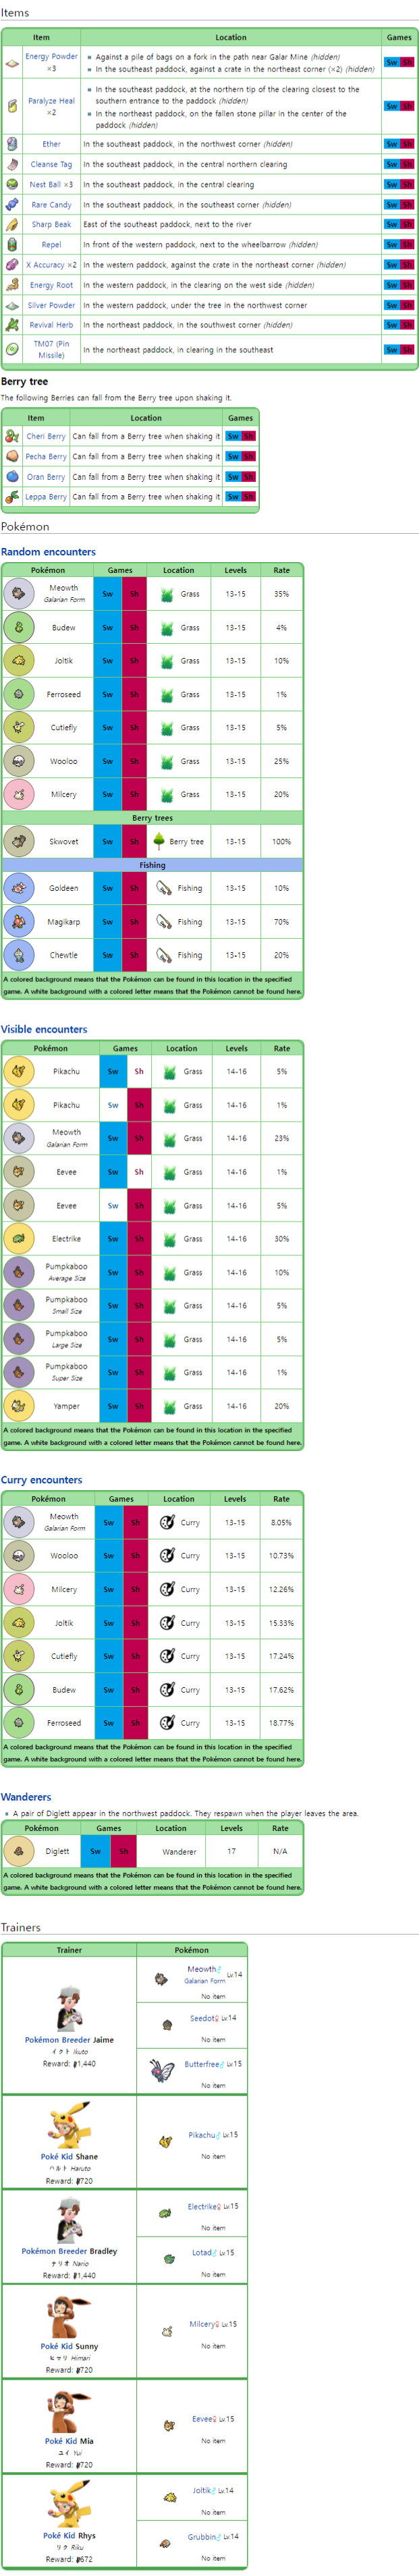 Items
Item Location Games
Energy Powder ×3
Against a pile of bags on a fork in the path near Galar Mine (hidden)
In the southeast paddock, against a crate in the northeast corner (×2) (hidden)
Sw Sh
Paralyze Heal ×2
In the southeast paddock, at the northern tip of the clearing closest to the
southern entrance to the paddock (hidden)
In the northeast paddock, on the fallen stone pillar in the center of the
paddock (hidden)
Sw Sh
Ether In the southeast paddock, in the northwest corner (hidden) Sw Sh
Cleanse Tag In the southeast paddock, in the central northern clearing Sw Sh
Nest Ball ×3 In the southeast paddock, in the central clearing Sw Sh
Rare Candy In the southeast paddock, in the southeast corner (hidden) Sw Sh
Sharp Beak East of the southeast paddock, next to the river Sw Sh
Repel In front of the western paddock, next to the wheelbarrow (hidden) Sw Sh
X Accuracy ×2 In the western paddock, against the crate in the northeast corner (hidden) Sw Sh
Energy Root In the western paddock, in the clearing on the west side (hidden) Sw Sh
Silver Powder In the western paddock, under the tree in the northwest corner Sw Sh
Revival Herb In the northeast paddock, in the southwest corner (hidden) Sw Sh
TM07 (Pin
Missile)
In the northeast paddock, in clearing in the southeast Sw Sh
Berry tree
The following Berries can fall from the Berry tree upon shaking it.
Item Location Games
Cheri Berry Can fall from a Berry tree when shaking it Sw Sh
Pecha Berry Can fall from a Berry tree when shaking it Sw Sh
Oran Berry Can fall from a Berry tree when shaking it Sw Sh
Leppa Berry Can fall from a Berry tree when shaking it Sw Sh
Pokémon
Random encounters
Pokémon Games Location Levels Rate
Meowth
Galarian Form
Sw Sh Grass 13-15 35%
Budew Sw Sh Grass 13-15 4%
Joltik Sw Sh Grass 13-15 10%
Ferroseed Sw Sh Grass 13-15 1%
Cutiefly Sw Sh Grass 13-15 5%
Wooloo Sw Sh Grass 13-15 25%
Milcery Sw Sh Grass 13-15 20%
Berry trees
Skwovet Sw Sh Berry tree 13-15 100%
Fishing
Goldeen Sw Sh Fishing 13-15 10%
Magikarp Sw Sh Fishing 13-15 70%
Chewtle Sw Sh Fishing 13-15 20%
A colored background means that the Pokémon can be found in this location in the specified
game. A white background with a colored letter means that the Pokémon cannot be found here.
Visible encounters
Pokémon Games Location Levels Rate
Pikachu Sw Sh Grass 14-16 5%
Pikachu Sw Sh Grass 14-16 1%
Meowth
Galarian Form
Sw Sh Grass 14-16 23%
Eevee Sw Sh Grass 14-16 1%
Eevee Sw Sh Grass 14-16 5%
Electrike Sw Sh Grass 14-16 30%
Pumpkaboo
Average Size
Sw Sh Grass 14-16 10%
Pumpkaboo
Small Size
Sw Sh Grass 14-16 5%
Pumpkaboo
Large Size
Sw Sh Grass 14-16 5%
Pumpkaboo
Super Size
Sw Sh Grass 14-16 1%
Yamper Sw Sh Grass 14-16 20%
A colored background means that the Pokémon can be found in this location in the specified
game. A white background with a colored letter means that the Pokémon cannot be found here.
Curry encounters
Pokémon Games Location Levels Rate
Meowth
Galarian Form
Sw Sh Curry 13-15 8.05%
Wooloo Sw Sh Curry 13-15 10.73%
Milcery Sw Sh Curry 13-15 12.26%
Joltik Sw Sh Curry 13-15 15.33%
Cutiefly Sw Sh Curry 13-15 17.24%
Budew Sw Sh Curry 13-15 17.62%
Ferroseed Sw Sh Curry 13-15 18.77%
A colored background means that the Pokémon can be found in this location in the specified
game. A white background with a colored letter means that the Pokémon cannot be found here.
Wanderers
A pair of Diglett appear in the northwest paddock. They respawn when the player leaves the area.
Pokémon Games Location Levels Rate
Diglett Sw Sh Wanderer 17 N/A
A colored background means that the Pokémon can be found in this location in the specified
game. A white background with a colored letter means that the Pokémon cannot be found here.
Trainers
Trainer Pokémon
Pokémon Breeder Jaime
イクト Ikuto
Reward: 1,440
Meowth♂ Lv.14
Galarian Form
No item
Seedot♀ Lv.14
No item
Butterfree♂ Lv.15
No item
Poké Kid Shane
ハルト Haruto
Reward: 720
Pikachu♂ Lv.15
No item
Pokémon Breeder Bradley
ナリオ Nario
Reward: 1,440
Electrike♀ Lv.15
No item
Lotad♂ Lv.15
No item
Poké Kid Sunny
ヒマリ Himari
Reward: 720
Milcery♀ Lv.15
No item
Poké Kid Mia
ユイ Yui
Reward: 720
Eevee♀ Lv.15
No item
Poké Kid Rhys
リク Riku
Reward: 672
Joltik♂ Lv.14
No item
Grubbin♂ Lv.14
No item